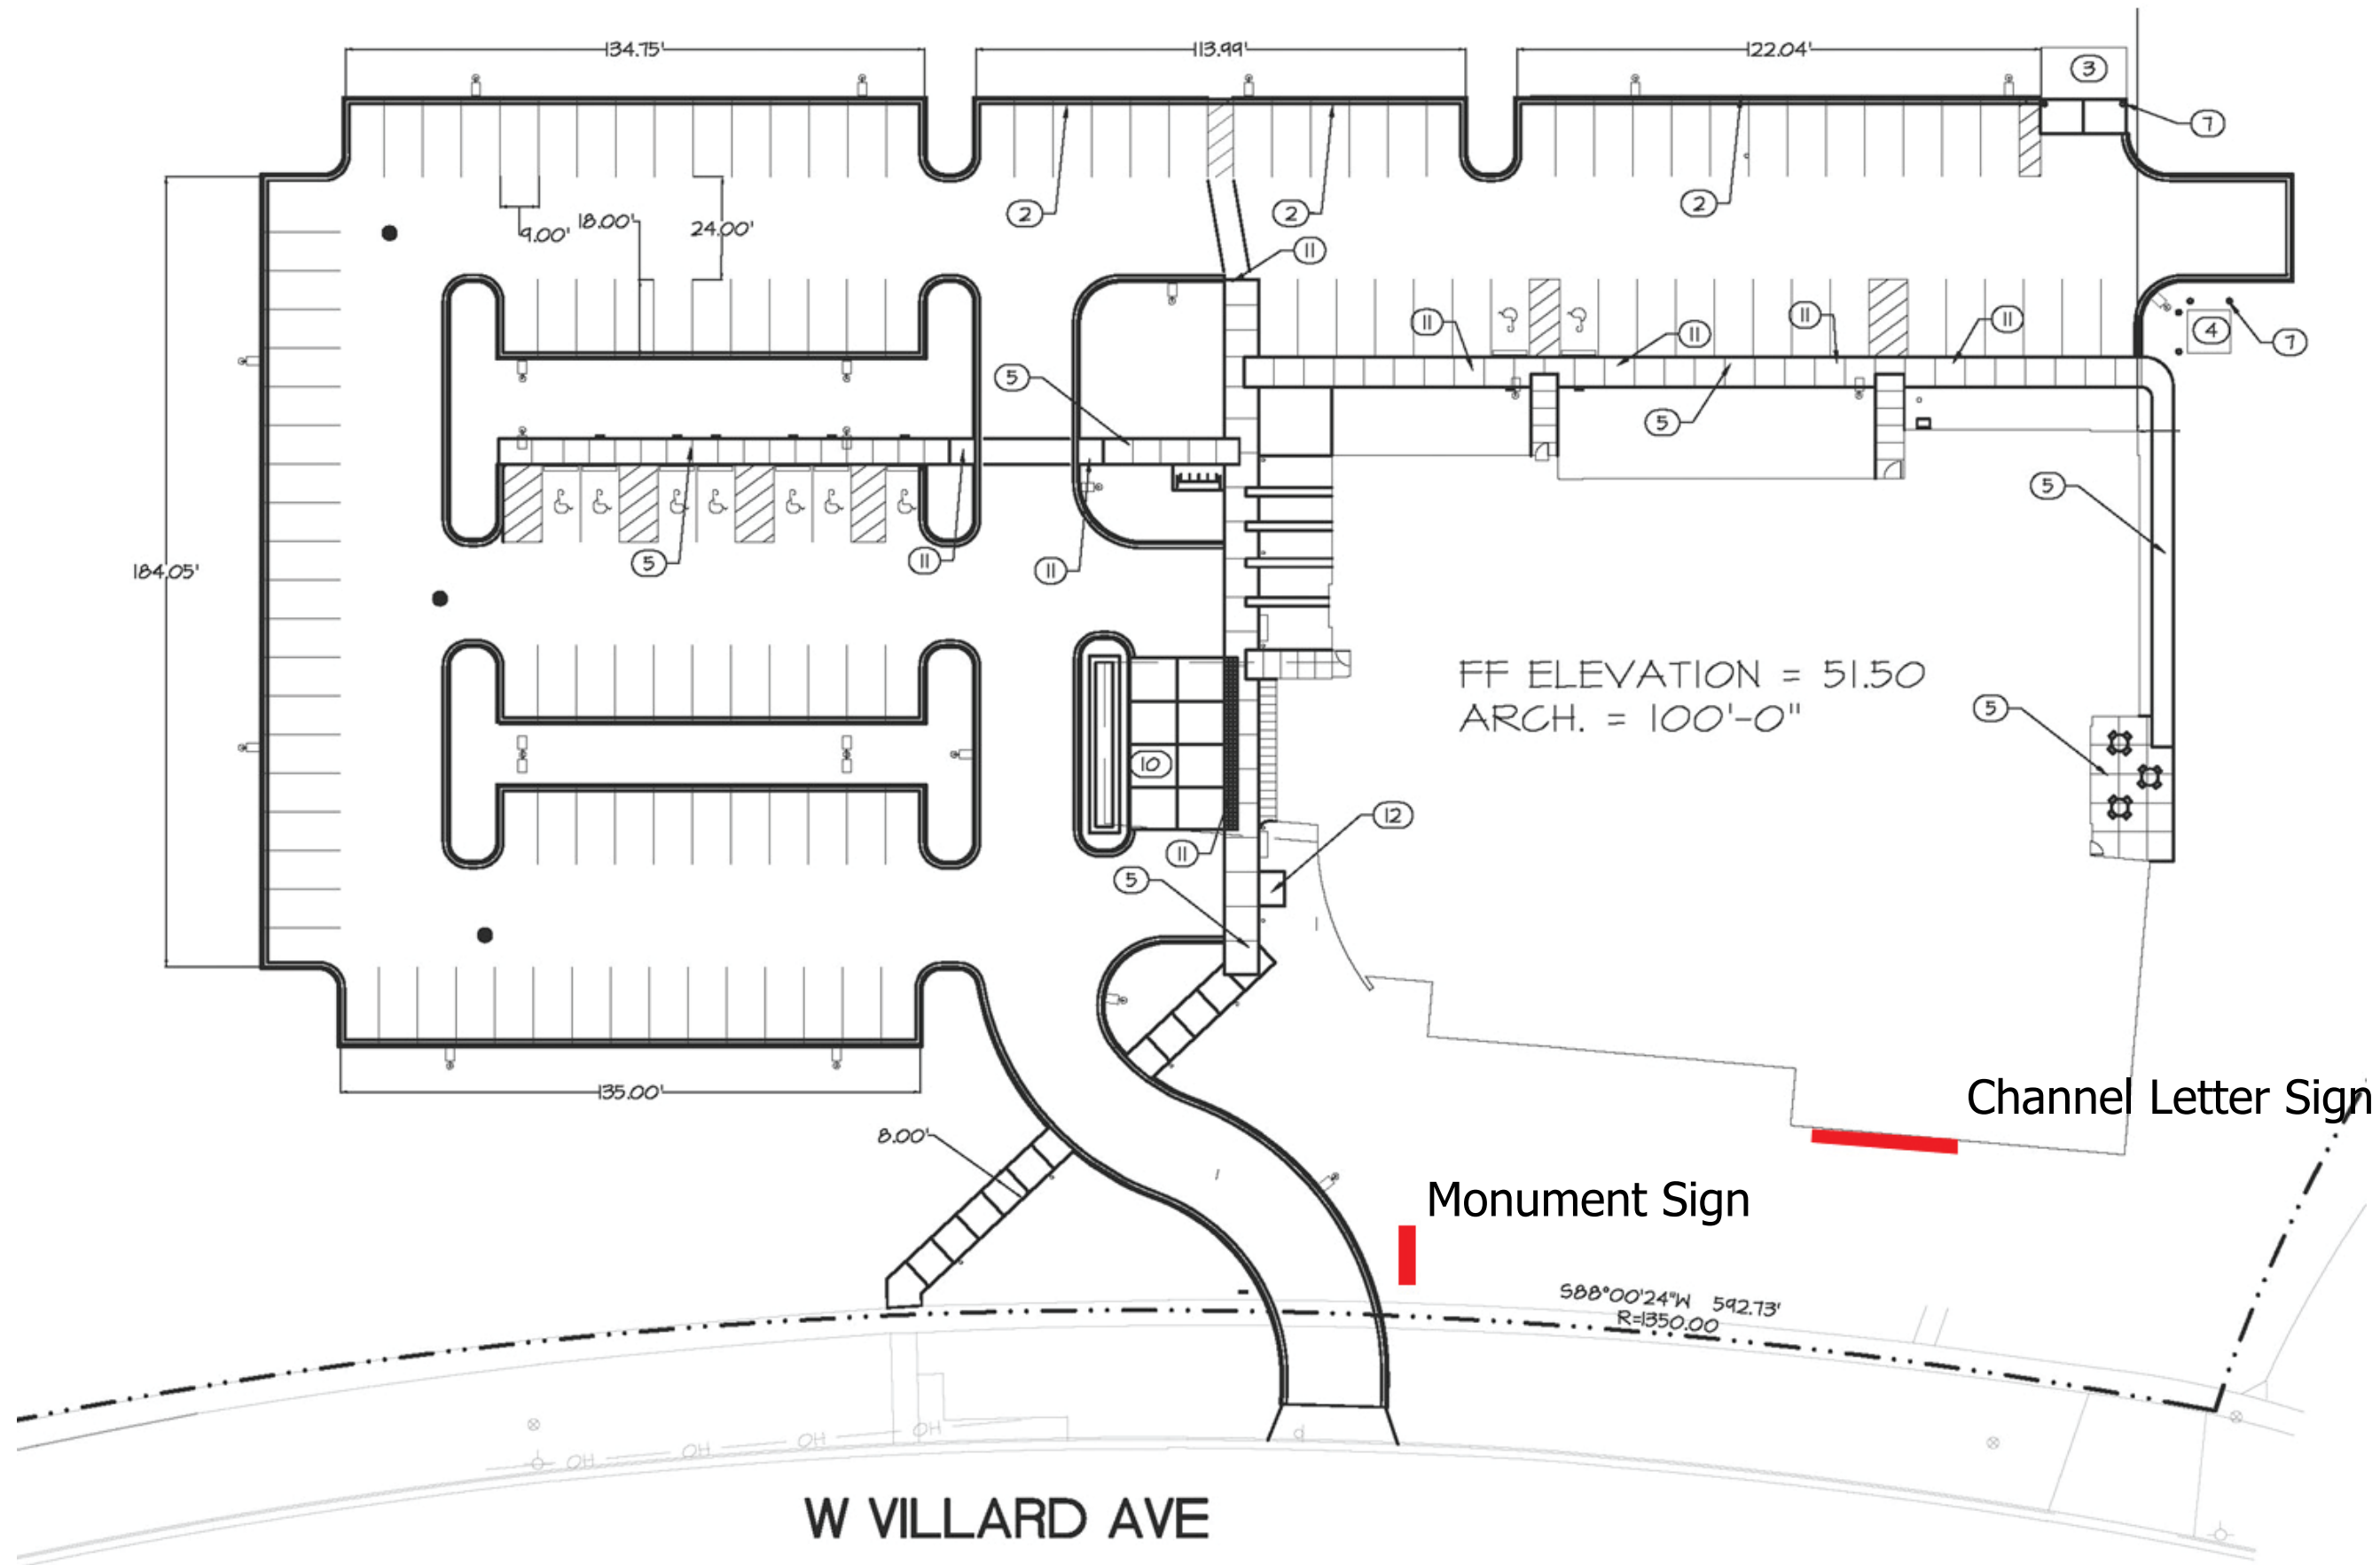 134.75'
113.99'
122.04'
3
7
2
2
2
9.00'
18.00'
24.00'
11
11
11
11
11
4
7
5
5
5
184.05'
5
11
11
FF ELEVATION = 51.50
ARCH. = 100'-0"
5
10
12
11
5
135.00'
8.00'
Channel Letter Sign
Monument Sign
S88°00'24"W 592.73'
R=1350.00
OH
OH
OH
OH
W VILLARD AVE